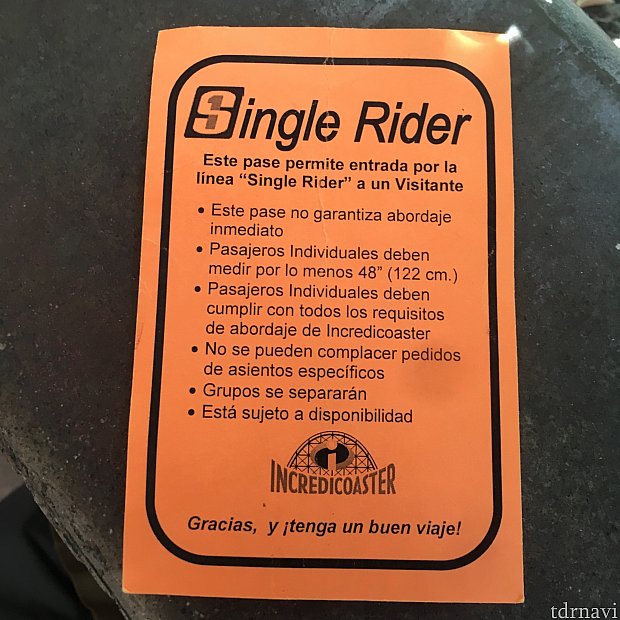 Single Rider
Este pase permite entrada por la
línea “Single Rider” a un Visitante
• Este pase no garantiza abordaje
inmediato
• Pasajeros Individuales deben
medir por lo menos 48” (122 cm.)
• Pasajeros Individuales deben
cumplir con todos los requisitos
de abordaje de Incredicoaster
• No se pueden complacer pedidos
de asientos específicos
• Grupos se separarán
• Está sujeto a disponibilidad
INCREDICOASTER
Gracias, y ¡tenga un buen viaje!
tdrnavi